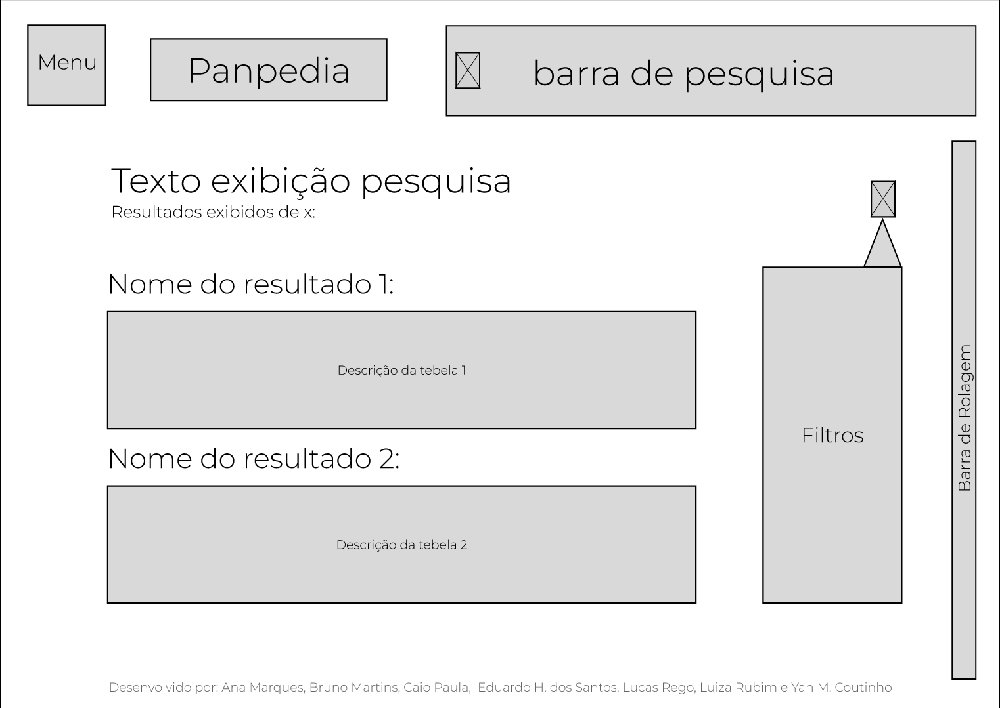 Menu
Panpedia
barra de pesquisa
Texto exibição pesquisa
Resultados exibidos de x:
Nome do resultado 1:
Descrição da tebela 1
Nome do resultado 2:
Descrição da tebela 2
Filtros
Barra de Rolagem
Desenvolvido por: Ana Marques, Bruno Martins, Caio Paula,  Eduardo H. dos Santos, Lucas Rego, Luiza Rubim e Yan M. Coutinho